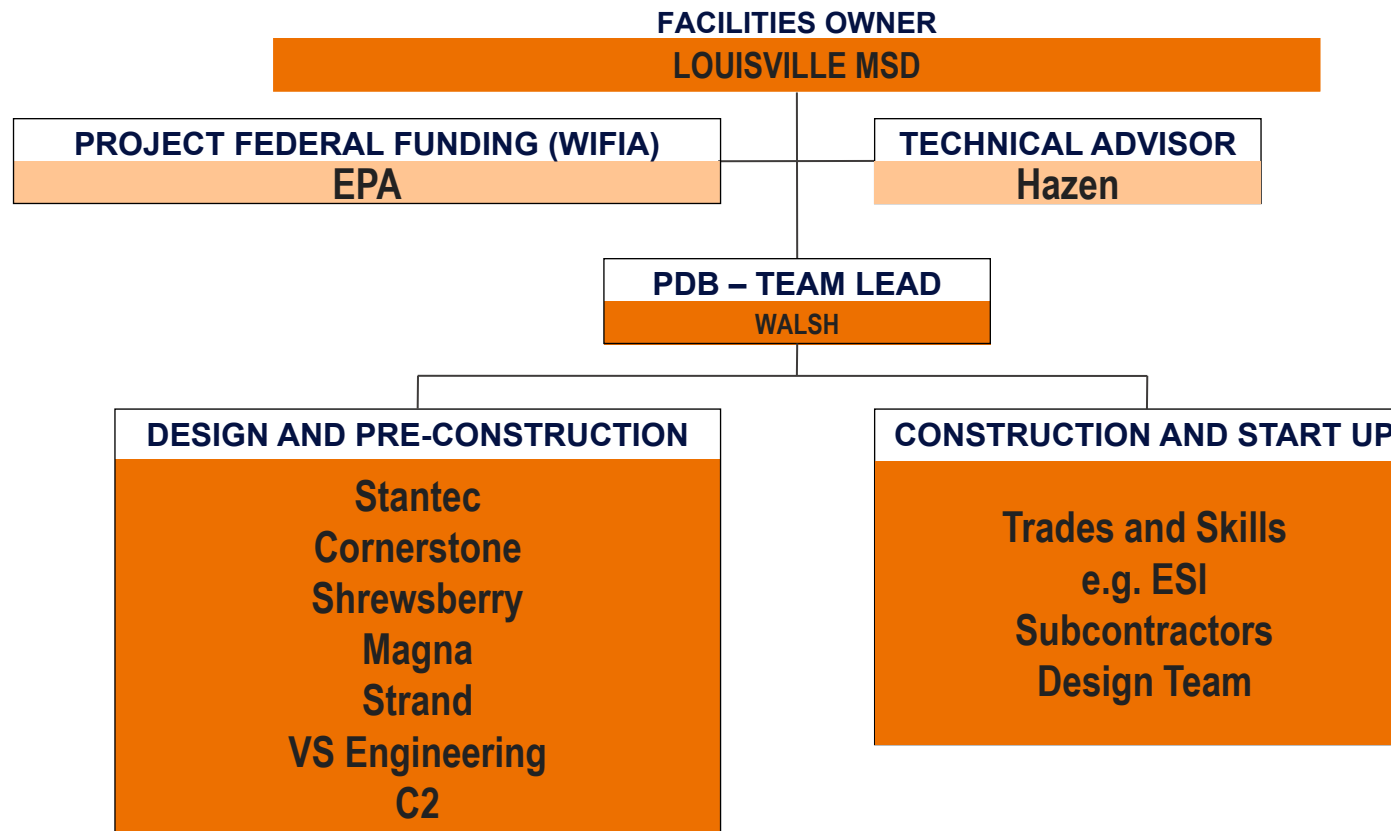 FACILITIES OWNER
LOUISVILLE MSD
PROJECT FEDERAL FUNDING (WIFIA)
EPA
TECHNICAL ADVISOR
Hazen
PDB – TEAM LEAD
WALSH
DESIGN AND PRE-CONSTRUCTION
Stantec
Cornerstone
Shrewsberry
Magna
Strand
VS Engineering
C2
CONSTRUCTION AND START UP
Trades and Skills
e.g. ESI
Subcontractors
Design Team